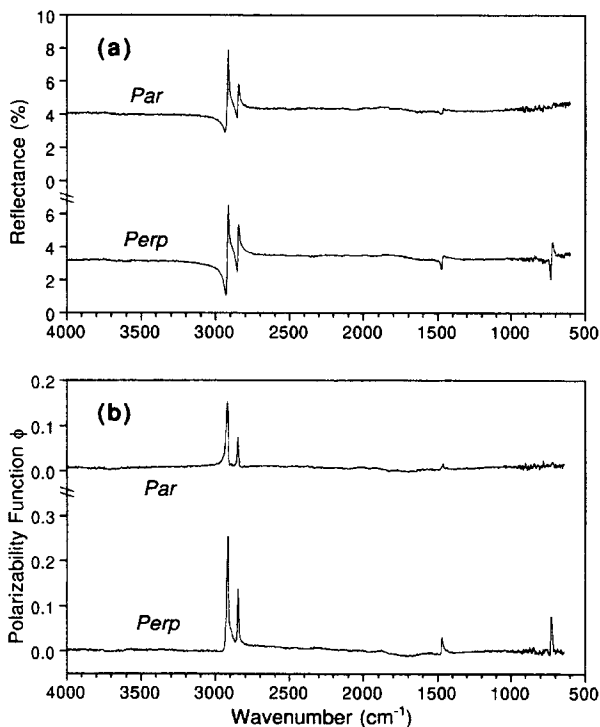 (a)
10
8
6
4
2
0
6
4
2
0
Reflectance (%)
Par
Perp
4000 3500 3000 2500 2000 1500 1000 500
(b)
0.2
0.1
0.0
0.3
0.2
0.1
0.0
Polarizability Function ϕ
Par
Perp
4000 3500 3000 2500 2000 1500 1000 500
Wavenumber (cm⁻¹)